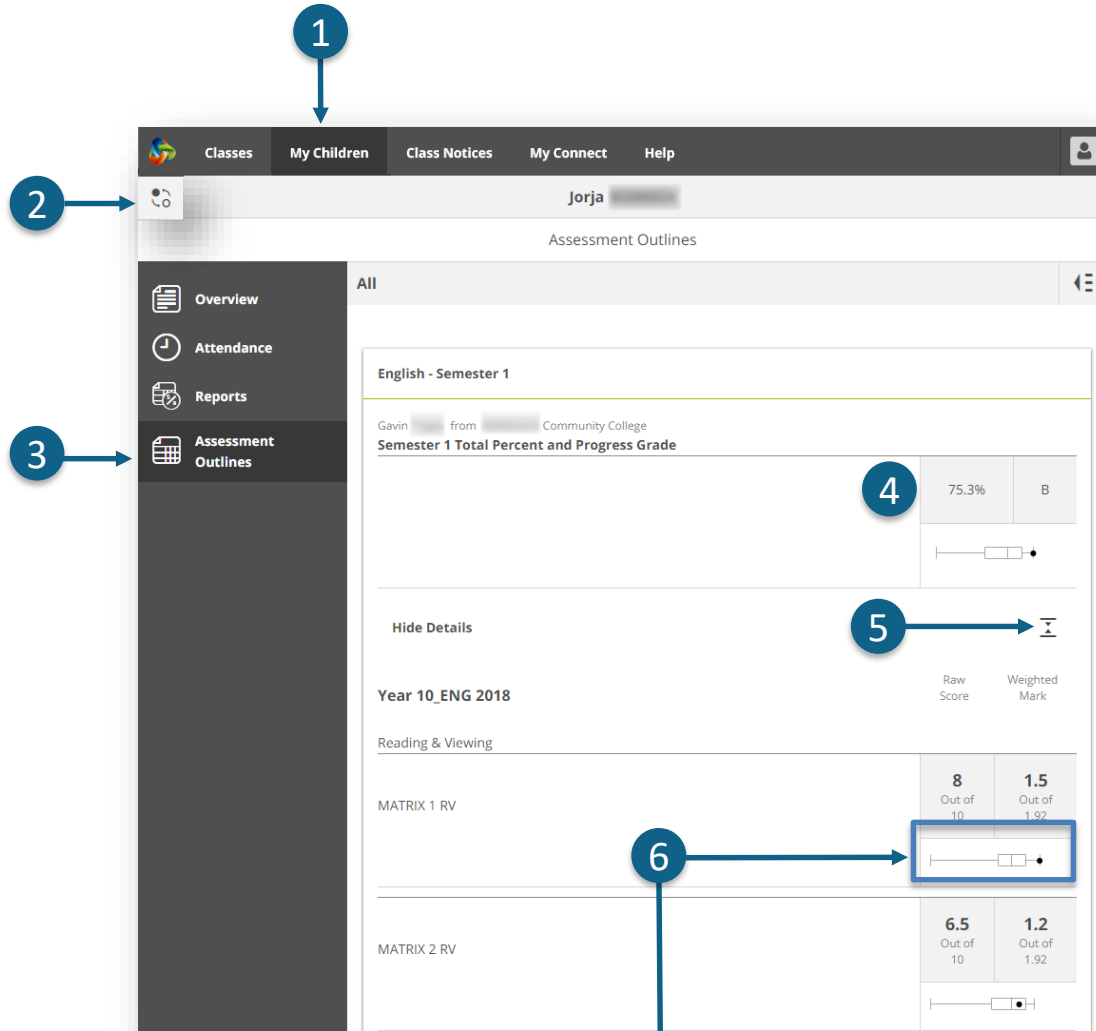 1
Classes My Children Class Notices My Connect Help
2
Jorja
Assessment Outlines
All
Overview
Attendance
Reports
3
Assessment
Outlines
English - Semester 1
Gavin from Community College
Semester 1 Total Percent and Progress Grade
4
75.3% B
Hide Details
5
Year 10_ENG 2018
Raw
Score
Weighted
Mark
Reading & Viewing
MATRIX 1 RV
8
Out of
10
1.5
Out of
1.92
6
MATRIX 2 RV
6.5
Out of
10
1.2
Out of
1.92